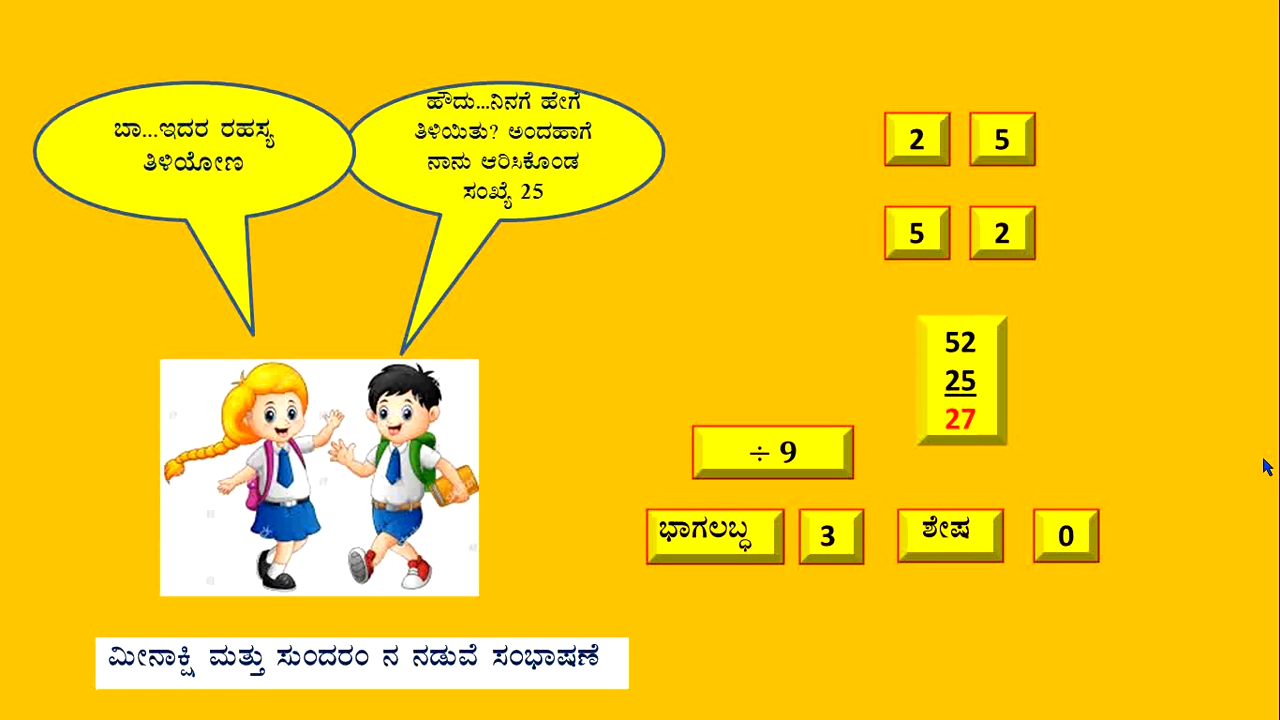 ಬಾ...ಇದರ ರಹಸ್ಯ
ತಿಳಿಯೋಣ
ಹೌದು...ನಿನಗೆ ಹೇಗೆ
ತಿಳಿಯಿತು? ಅಂದಹಾಗೆ
ನಾನು ಆರಿಸಿಕೊಂಡ
ಸಂಖ್ಯೆ 25
2 5
5 2
52
25
27
÷ 9
ಭಾಗಲಬ್ಧ 3 ಶೇಷ 0
ಮೀನಾಕ್ಷಿ ಮತ್ತು ಸುಂದರಂ ನ ನಡುವೆ ಸಂಭಾಷಣೆ